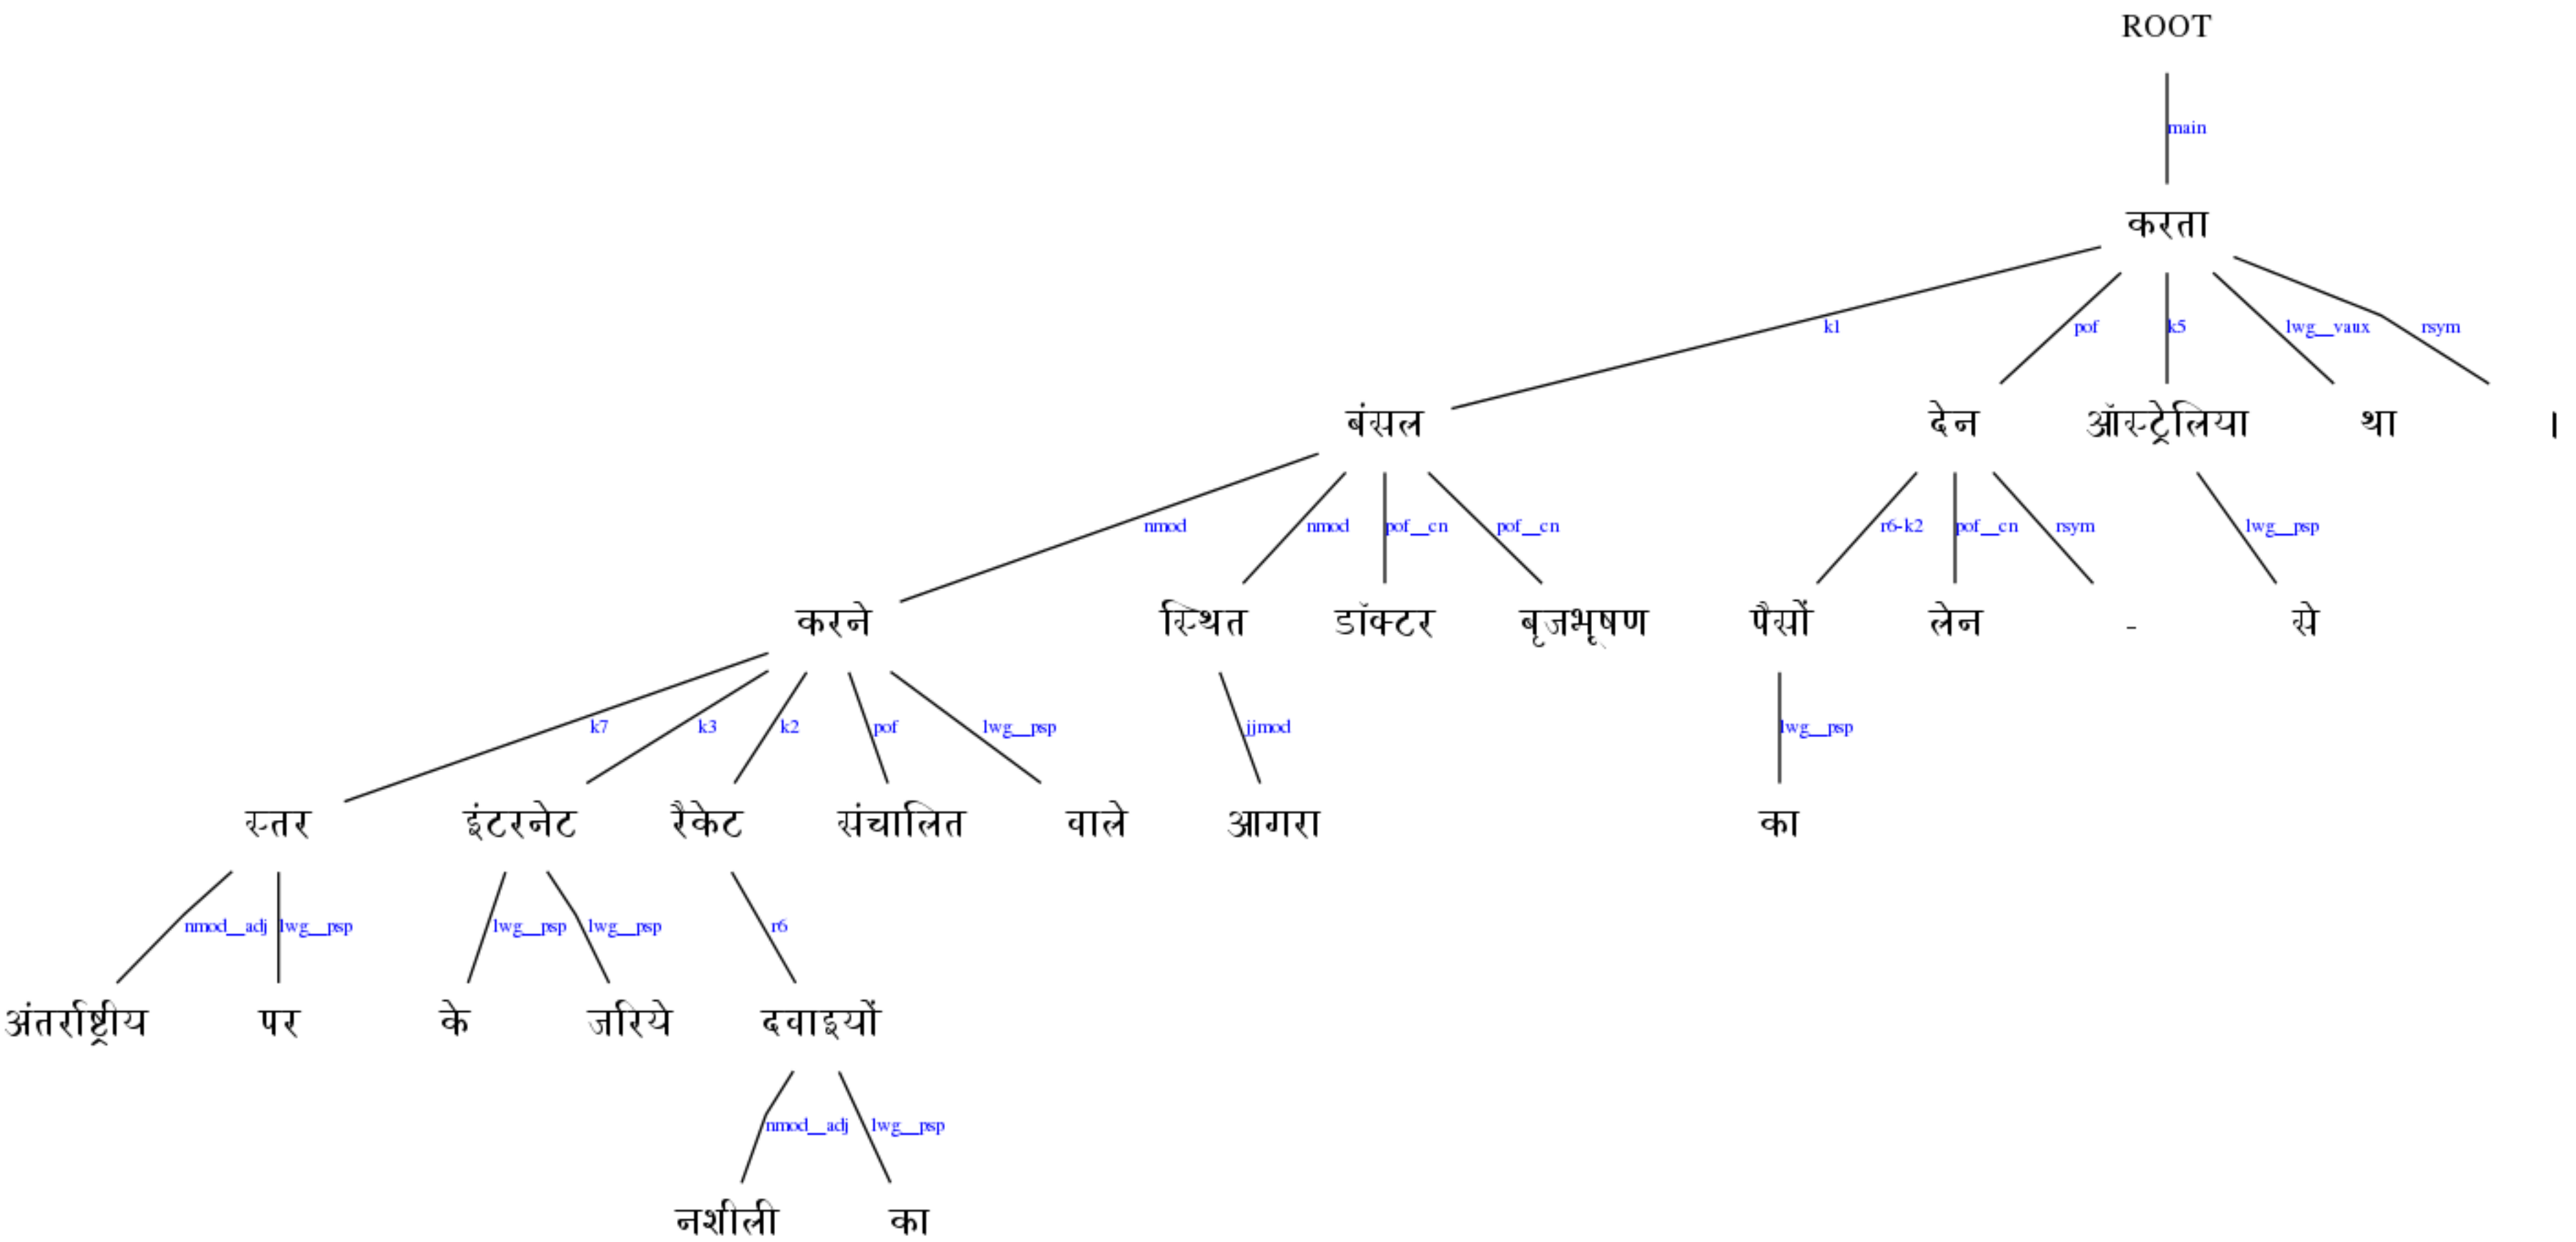 ROOT
main
करता
k1 pof k5 lwg__vaux rsym
बंसल देन ऑस्ट्रेलिया था ।
nmod nmod pof__cn pof__cn r6-k2 pof__cn rsym lwg__psp
करने स्थित डॉक्टर बृजभूषण पैसों लेन - से
k7 k3 k2 pof lwg__psp jjmod lwg__psp
स्तर इंटरनेट रैकेट संचालित वाले आगरा का
nmod__adj lwg__psp lwg__psp lwg__psp r6
अंतर्राष्ट्रीय पर के जरिये दवाइयों
nmod__adj lwg__psp
नशीली का